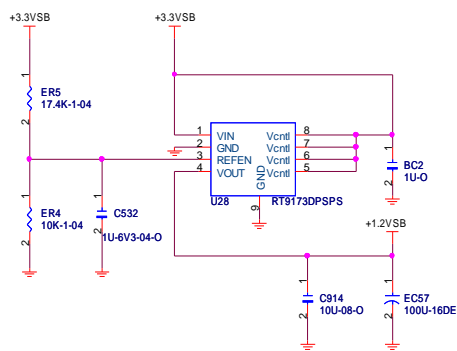 +3.3VSB
+3.3VSB
1
ER5
17.4K-1-04
2
1
VIN
Vcntl
8
2
GND
Vcntl
7
3
REFEN
Vcntl
6
4
VOUT
Vcntl
5
GND
9
U28
RT9173DPSPS
1
BC2
1U-O
2
1
ER4
10K-1-04
2
1
C532
1U-6V3-04-O
2
+1.2VSB
1
C914
10U-08-O
2
1
EC57
100U-16DE
2